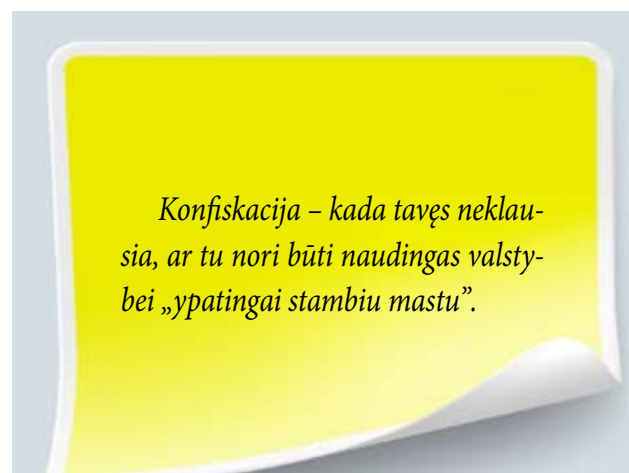 Konfiskacija – kada tavęs neklau-
sia, ar tu nori būti naudingas valsty-
bei „ypatingai stambiu mastu”.